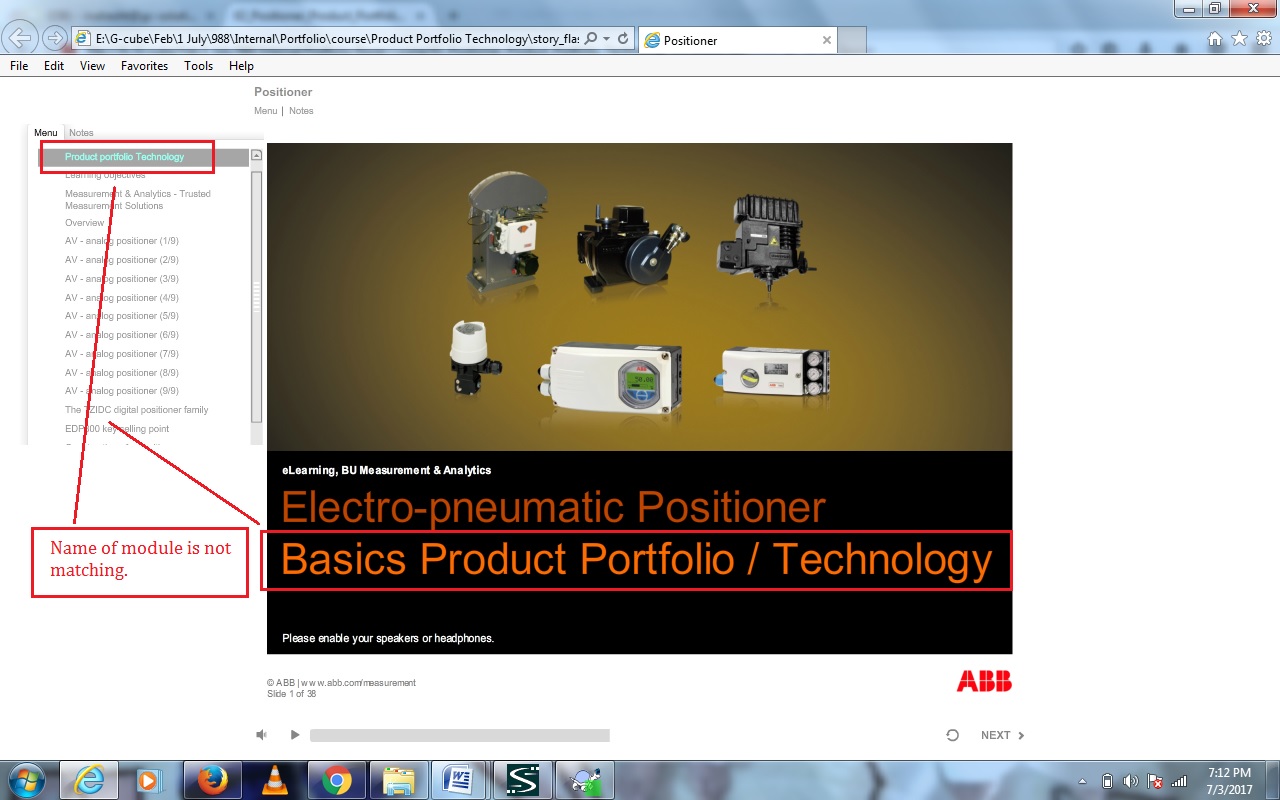 E:\G-cube\Feb\1 July\988\Internal\Portfolio\course\Product Portfolio Technology\story_flas
Positioner
File Edit View Favorites Tools Help
Positioner
Menu | Notes
Menu Notes
Product portfolio Technology
Learning objectives
Measurement & Analytics - Trusted
Measurement Solutions
Overview
AV - analog positioner (1/9)
AV - analog positioner (2/9)
AV - analog positioner (3/9)
AV - analog positioner (4/9)
AV - analog positioner (5/9)
AV - analog positioner (6/9)
AV - analog positioner (7/9)
AV - analog positioner (8/9)
AV - analog positioner (9/9)
The TZIDC digital positioner family
EDP300 key selling point
Name of module is not
matching.
ABB
50.00
eLearning, BU Measurement & Analytics
Electro-pneumatic Positioner
Basics Product Portfolio / Technology
Please enable your speakers or headphones.
© ABB | www.abb.com/measurement
Slide 1 of 38
ABB
NEXT
7:12 PM
7/3/2017